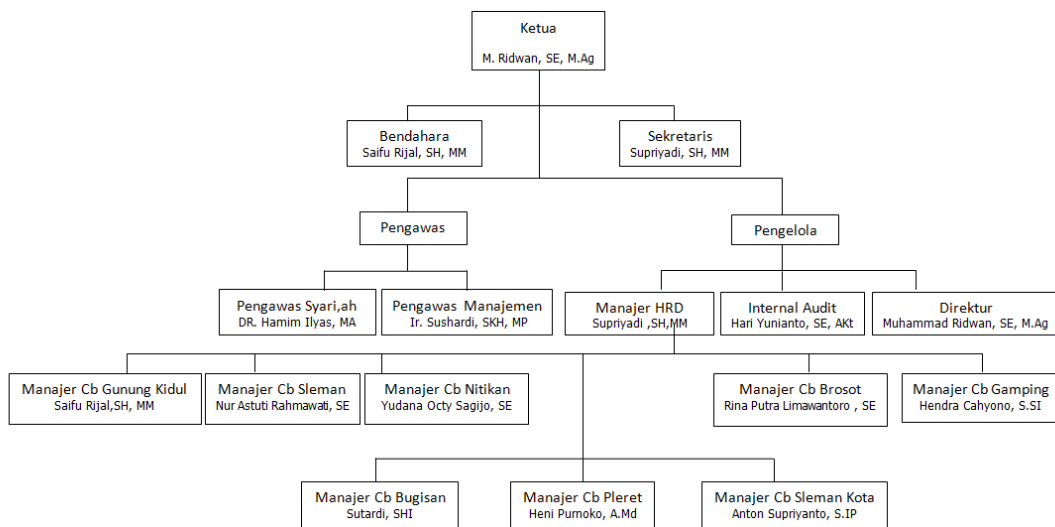 Ketua
M. Ridwan, SE, M.Ag
Bendahara
Saifu Rijal, SH, MM
Sekretaris
Supriyadi, SH, MM
Pengawas
Pengelola
Pengawas Syari,ah
DR. Hamim Ilyas, MA
Pengawas Manajemen
Ir. Sushardi, SKH, MP
Manajer HRD
Supriyadi ,SH,MM
Internal Audit
Hari Yunianto, SE, AKt
Direktur
Muhammad Ridwan, SE, M.Ag
Manajer Cb Gunung Kidul
Saifu Rijal,SH, MM
Manajer Cb Sleman
Nur Astuti Rahmawati, SE
Manajer Cb Nitikan
Yudana Octy Sagijo, SE
Manajer Cb Brosot
Rina Putra Limawantoro , SE
Manajer Cb Gamping
Hendra Cahyono, S.SI
Manajer Cb Bugisan
Sutardi, SHI
Manajer Cb Pleret
Heni Purnoko, A.Md
Manajer Cb Sleman Kota
Anton Supriyanto, S.IP